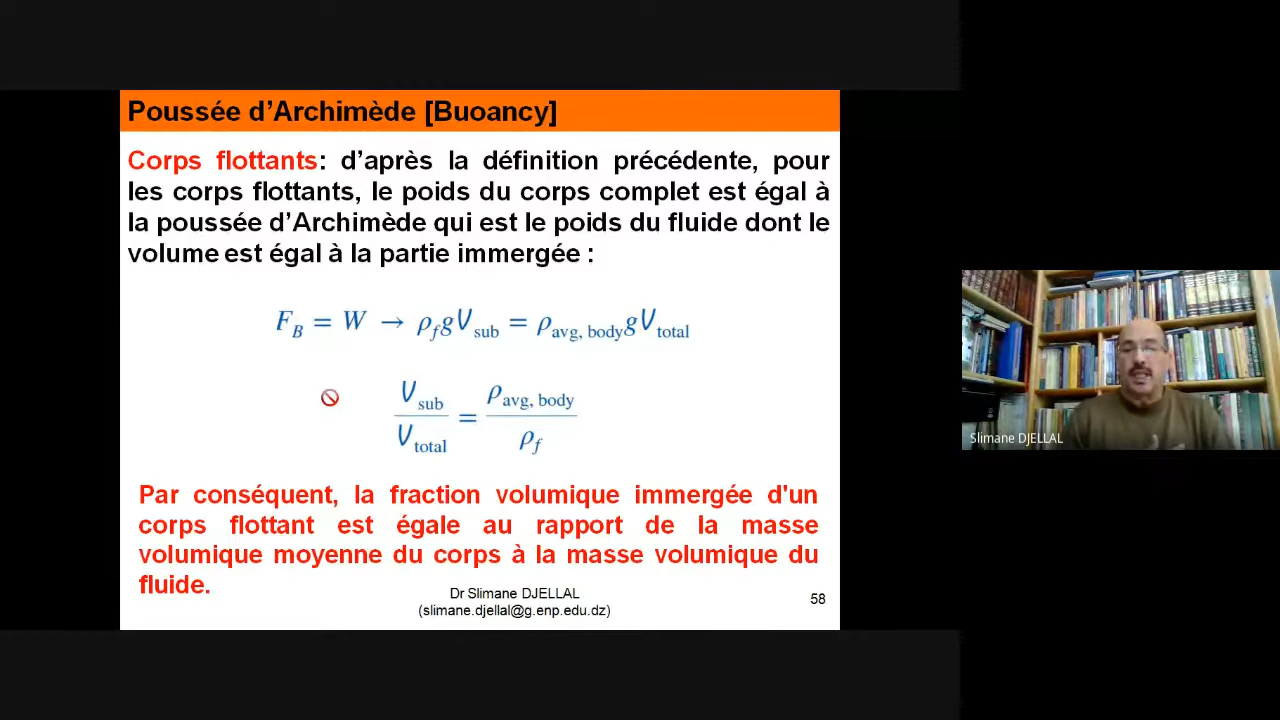 Poussée d’Archimède [Buoancy]
Corps flottants: d’après la définition précédente, pour
les corps flottants, le poids du corps complet est égal à
la poussée d’Archimède qui est le poids du fluide dont le
volume est égal à la partie immergée :
F_B = W → ρ_f gV_sub = ρ_avg, body gV_total
V_sub / V_total = ρ_avg, body / ρ_f
Par conséquent, la fraction volumique immergée d'un
corps flottant est égale au rapport de la masse
volumique moyenne du corps à la masse volumique du
fluide.
Dr Slimane DJELLAL
(slimane.djellal@g.enp.edu.dz)
58
Slimane DJELLAL